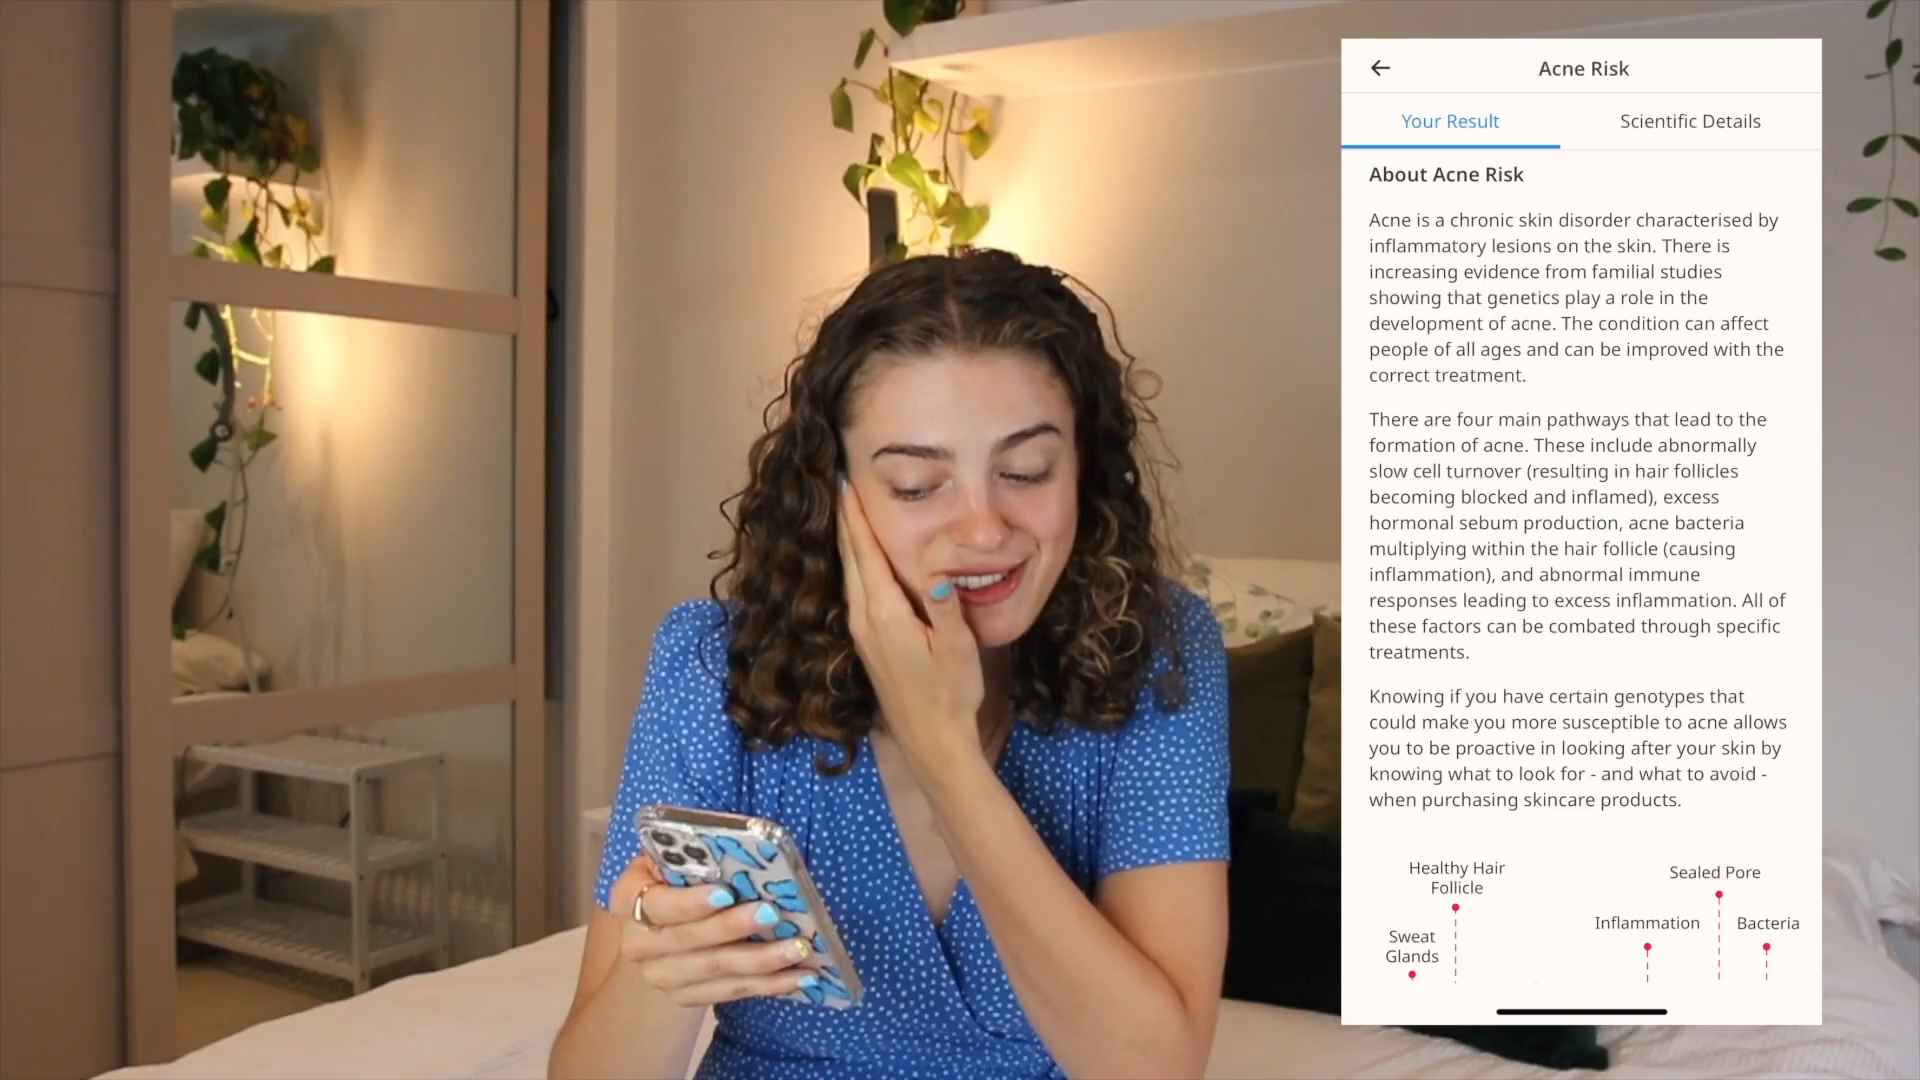 Acne Risk
Your Result
Scientific Details
About Acne Risk
Acne is a chronic skin disorder characterised by
inflammatory lesions on the skin. There is
increasing evidence from familial studies
showing that genetics play a role in the
development of acne. The condition can affect
people of all ages and can be improved with the
correct treatment.
There are four main pathways that lead to the
formation of acne. These include abnormally
slow cell turnover (resulting in hair follicles
becoming blocked and inflamed), excess
hormonal sebum production, acne bacteria
multiplying within the hair follicle (causing
inflammation), and abnormal immune
responses leading to excess inflammation. All of
these factors can be combated through specific
treatments.
Knowing if you have certain genotypes that
could make you more susceptible to acne allows
you to be proactive in looking after your skin by
knowing what to look for - and what to avoid -
when purchasing skincare products.
Healthy Hair
Follicle
Sealed Pore
Inflammation
Bacteria
Sweat
Glands